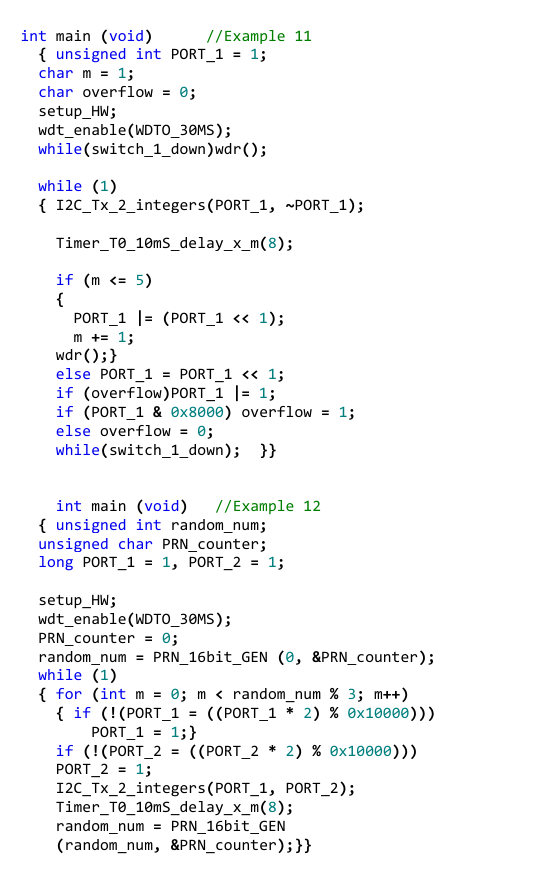 int main (void)      //Example 11
  { unsigned int PORT_1 = 1;
  char m = 1;
  char overflow = 0;
  setup_HW;
  wdt_enable(WDTO_30MS);
  while(switch_1_down)wdr();

  while (1)
  { I2C_Tx_2_integers(PORT_1, ~PORT_1);

    Timer_T0_10mS_delay_x_m(8);

    if (m <= 5)
    {
      PORT_1 |= (PORT_1 << 1);
      m += 1;
    wdr();}
    else PORT_1 = PORT_1 << 1;
    if (overflow)PORT_1 |= 1;
    if (PORT_1 & 0x8000) overflow = 1;
    else overflow = 0;
    while(switch_1_down);  }}

    int main (void)   //Example 12
  { unsigned int random_num;
  unsigned char PRN_counter;
  long PORT_1 = 1, PORT_2 = 1;

  setup_HW;
  wdt_enable(WDTO_30MS);
  PRN_counter = 0;
  random_num = PRN_16bit_GEN (0, &PRN_counter);
  while (1)
  { for (int m = 0; m < random_num % 3; m++)
    { if (!(PORT_1 = ((PORT_1 * 2) % 0x10000)))
        PORT_1 = 1;}
    if (!(PORT_2 = ((PORT_2 * 2) % 0x10000)))
    PORT_2 = 1;
    I2C_Tx_2_integers(PORT_1, PORT_2);
    Timer_T0_10mS_delay_x_m(8);
    random_num = PRN_16bit_GEN
    (random_num, &PRN_counter);}}